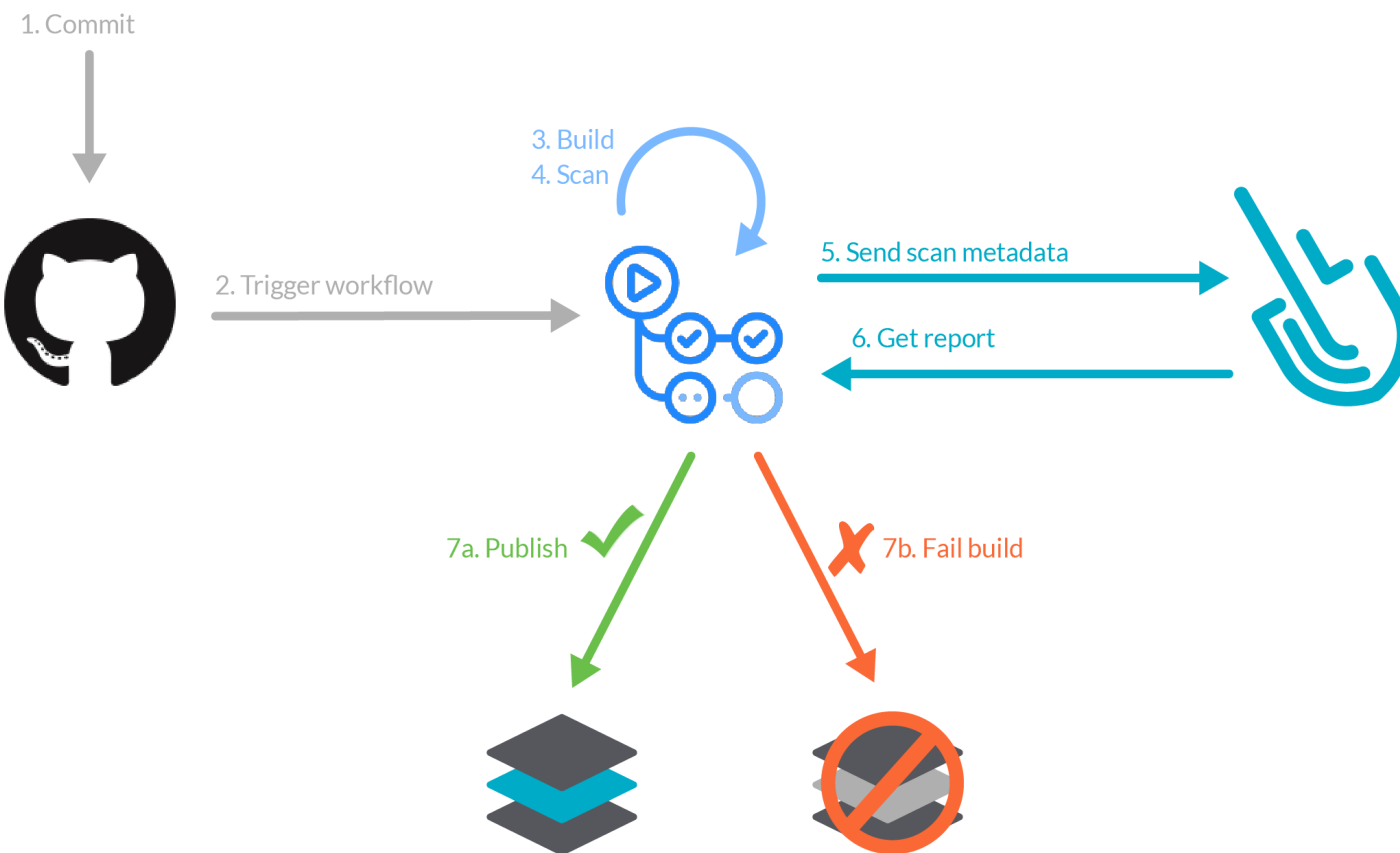 1. Commit
2. Trigger workflow
3. Build
4. Scan
5. Send scan metadata
6. Get report
7a. Publish
7b. Fail build